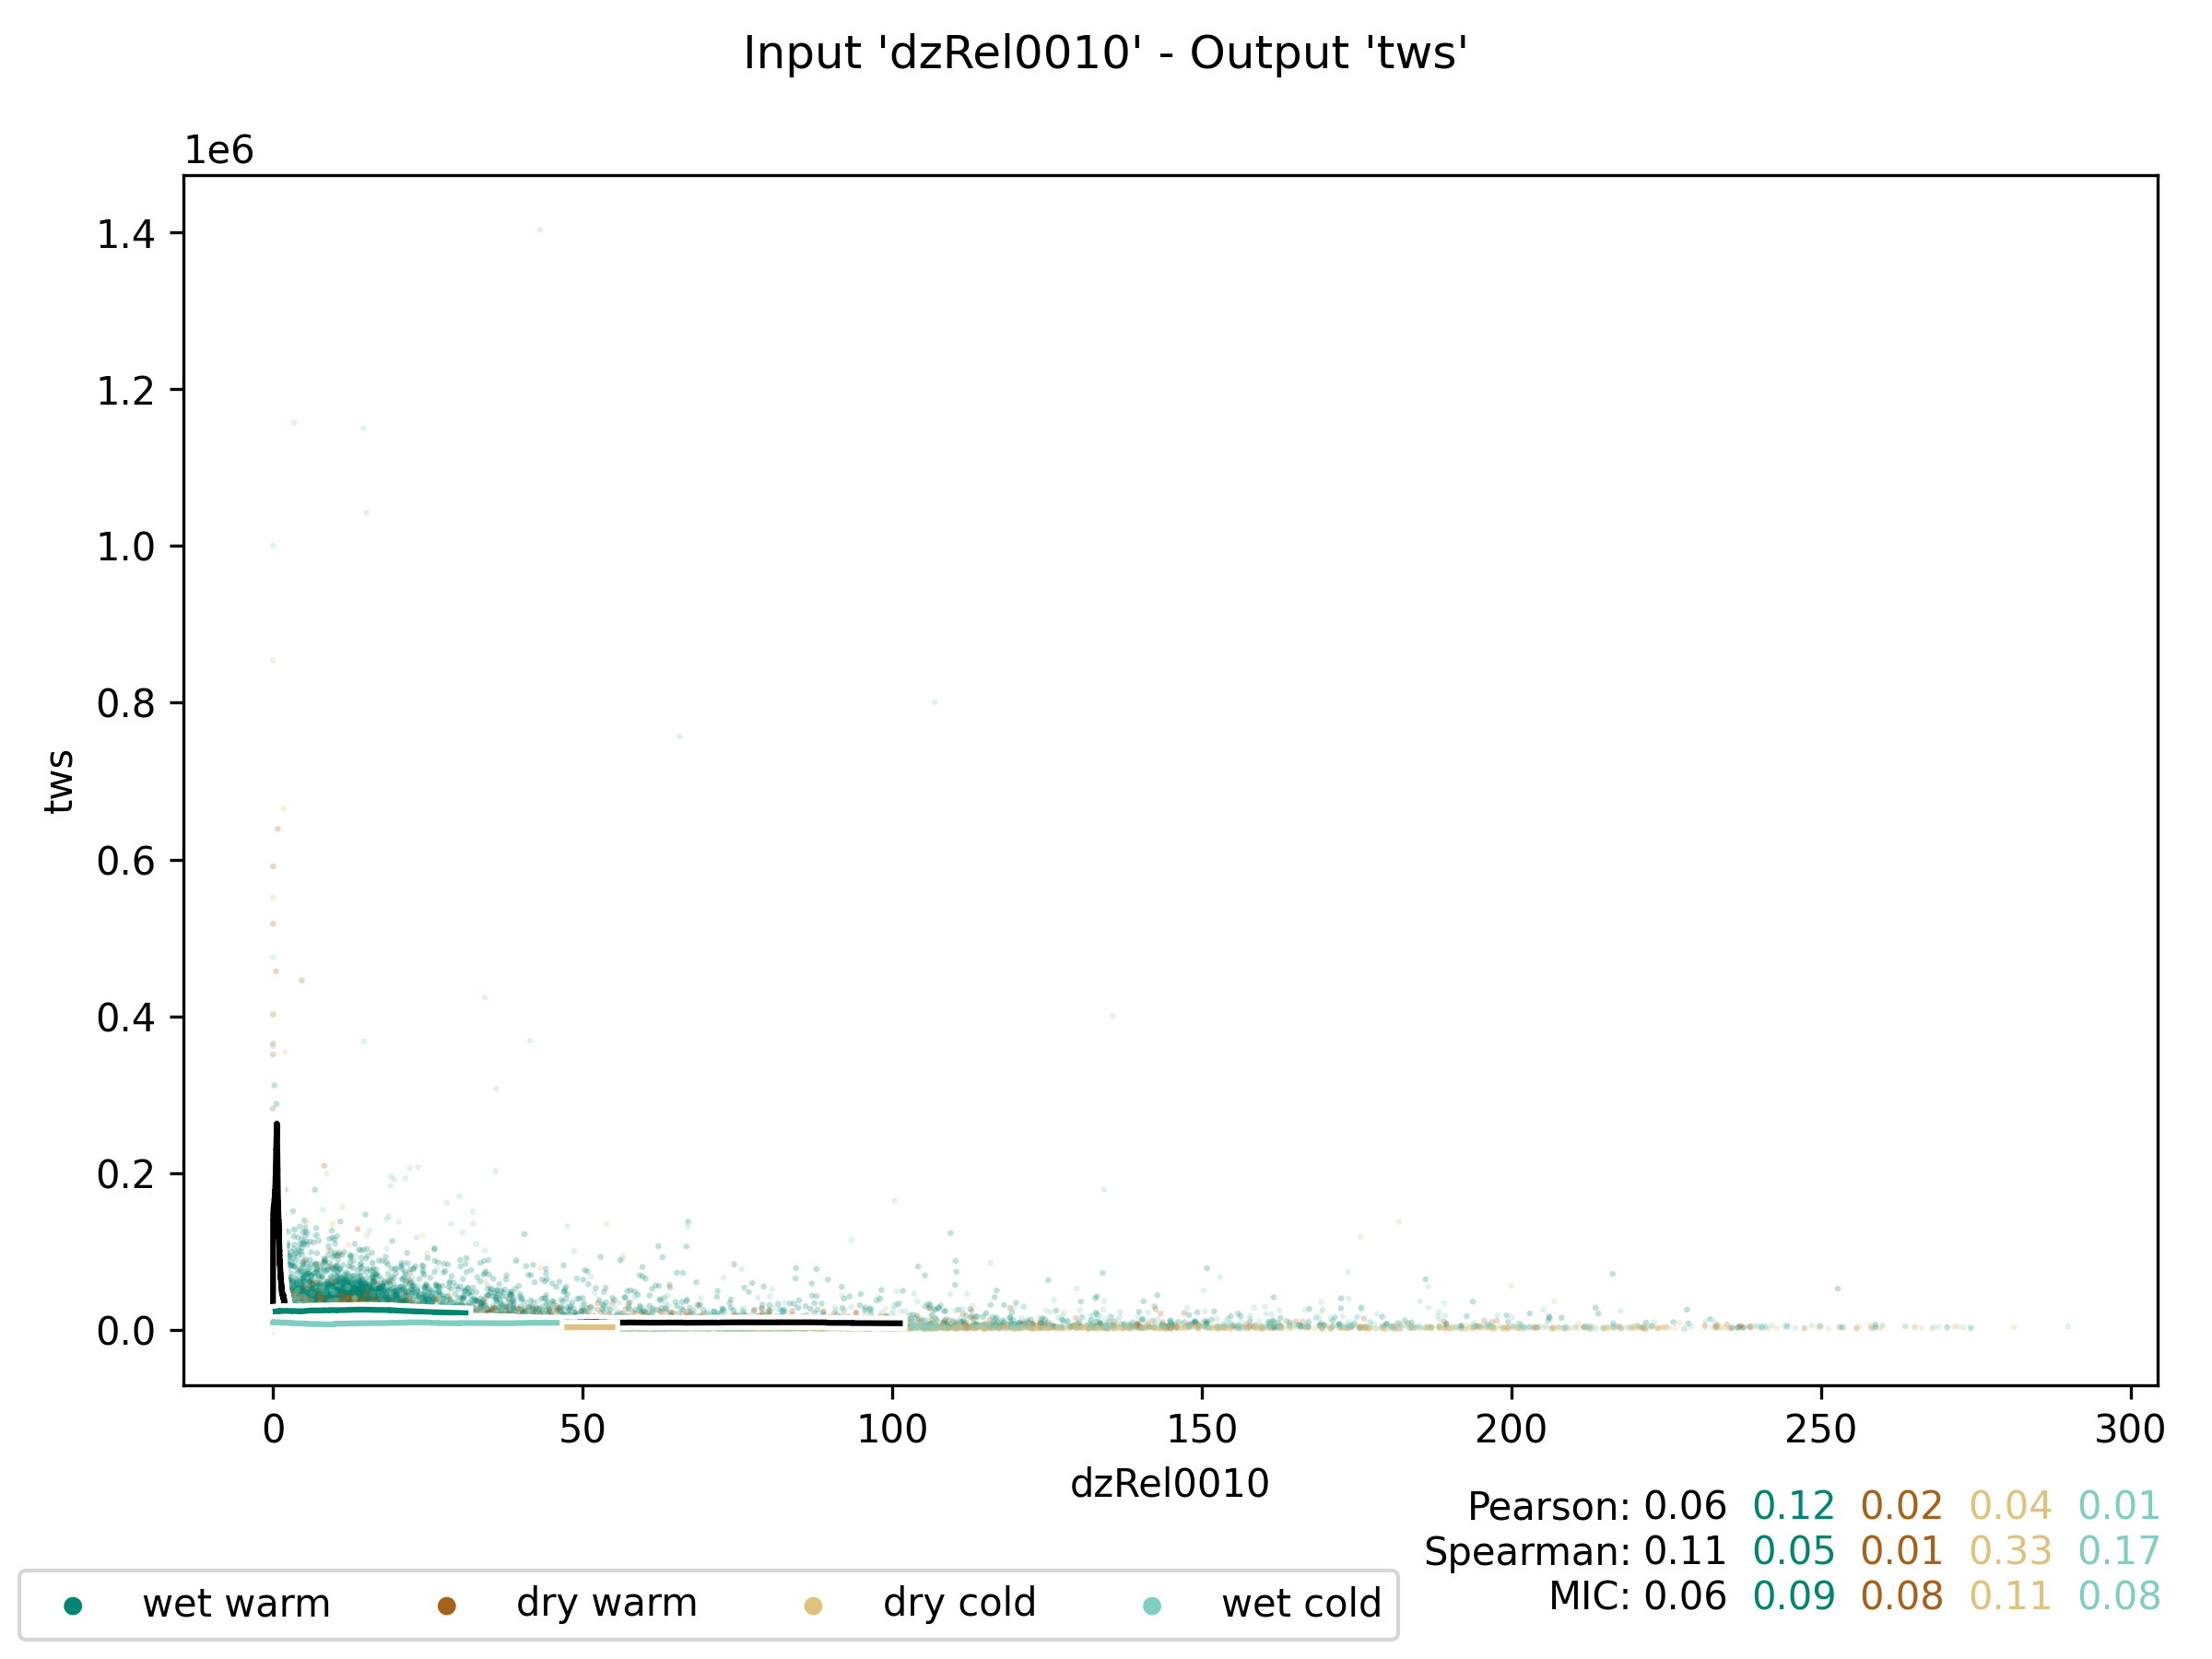 Input 'dzRel0010' - Output 'tws'
1e6
1.4
1.2
1.0
0.8
0.6
0.4
0.2
0.0
tws
0 50 100 150 200 250 300
dzRel0010
Pearson: 0.06 0.12 0.02 0.04 0.01
Spearman: 0.11 0.05 0.01 0.33 0.17
MIC: 0.06 0.09 0.08 0.11 0.08
wet warm dry warm dry cold wet cold